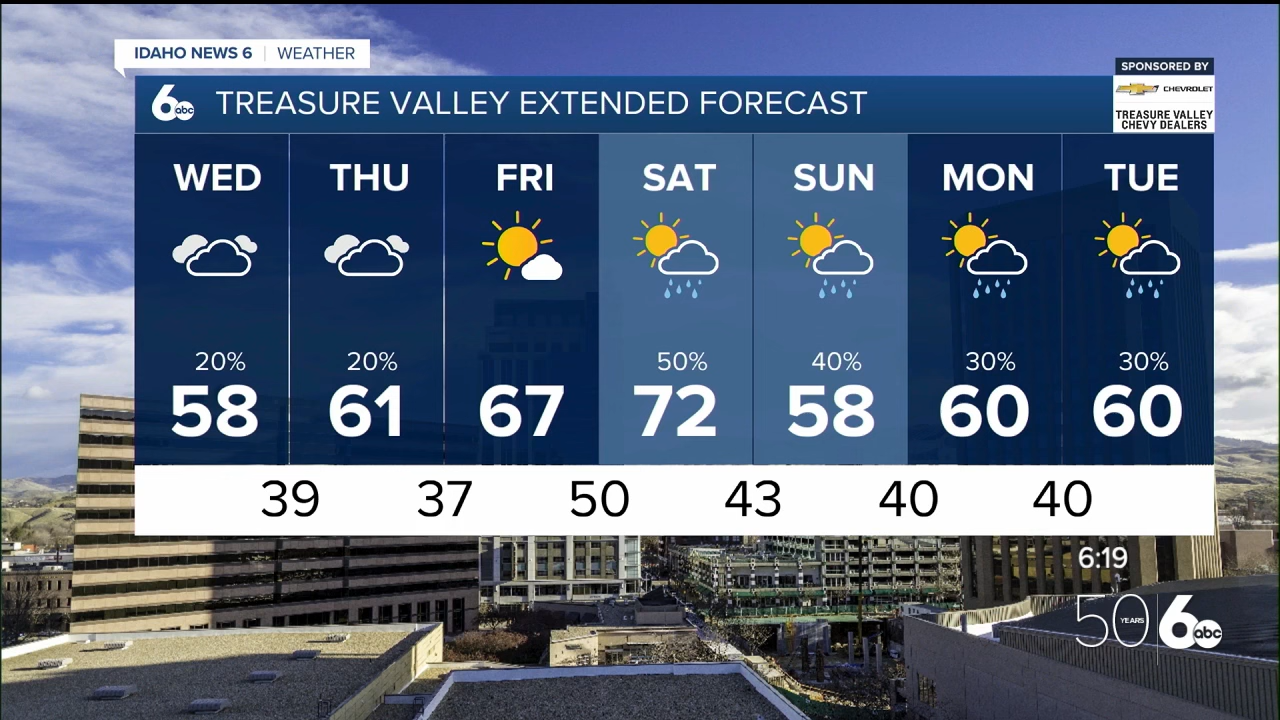 IDAHO NEWS 6 | WEATHER
SPONSORED BY
CHEVROLET
TREASURE VALLEY
CHEVY DEALERS
6abc TREASURE VALLEY EXTENDED FORECAST
WED THU FRI SAT SUN MON TUE
20% 20% 50% 40% 30% 30%
58 61 67 72 58 60 60
39 37 50 43 40 40
6:19
50 YEARS | 6abc